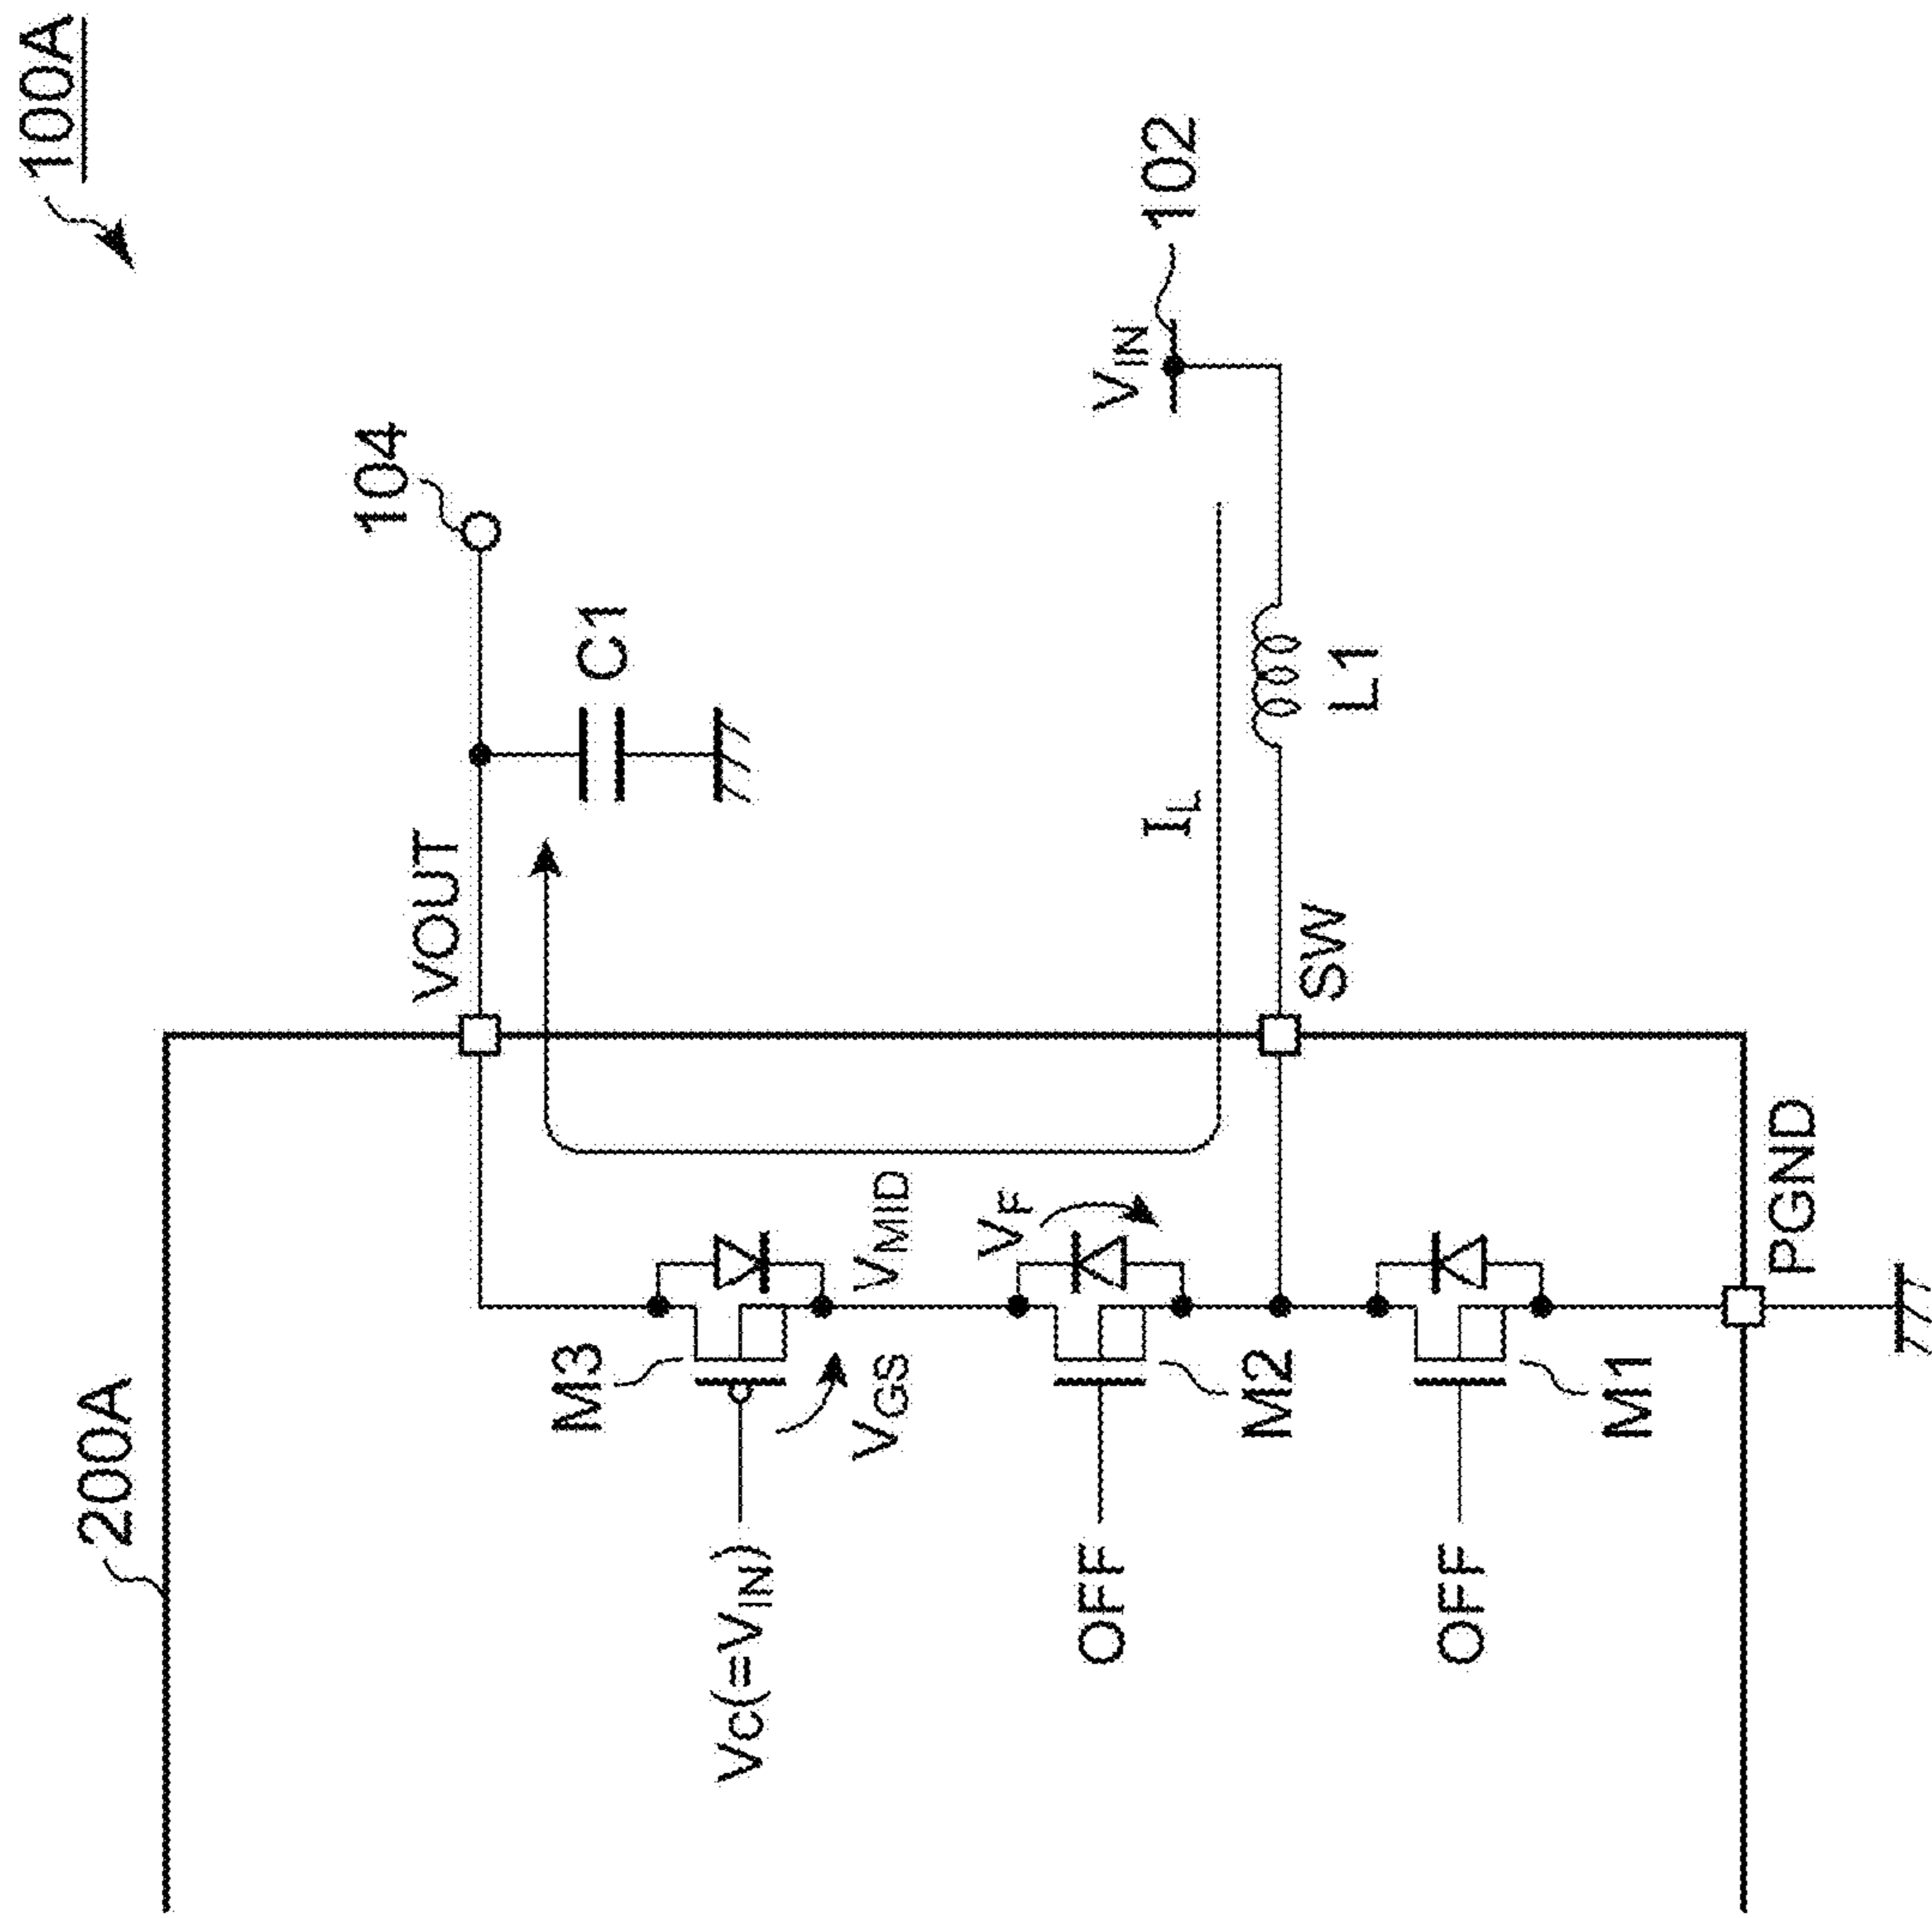 100A
200A
104
VOUT
C1
M3
Vc(=VIN)
VGS
VMID
VF
VIN
102
IL
OFF
M2
SW
L1
OFF
M1
PGND